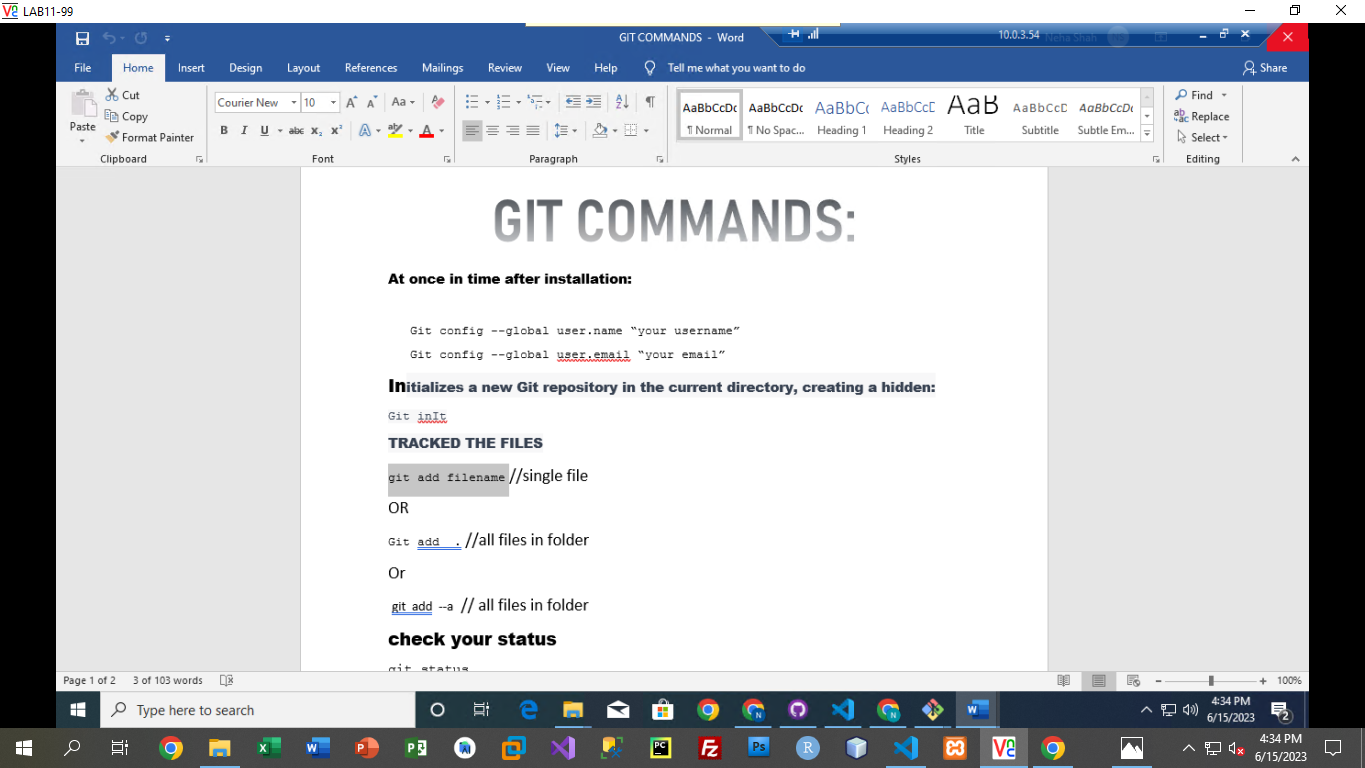 LAB11-99
GIT COMMANDS - Word
10.0.3.54
Neha Shah
File Home Insert Design Layout References Mailings Review View Help Tell me what you want to do Share
Paste
Cut
Copy
Format Painter
Clipboard
Courier New 10
Font
Paragraph
AaBbCcDc AaBbCcDc AaBbCc AaBbCcD AaB AaBbCcD AaBbCcDc
¶ Normal ¶ No Spac... Heading 1 Heading 2 Title Subtitle Subtle Em...
Styles
Find
Replace
Select
Editing
GIT COMMANDS:
At once in time after installation:
Git config --global user.name “your username”
Git config --global user.email “your email”
Initializes a new Git repository in the current directory, creating a hidden:
Git inIt
TRACKED THE FILES
git add filename //single file
OR
Git add . //all files in folder
Or
git add --a // all files in folder
check your status
git status
Page 1 of 2 3 of 103 words 100%
Type here to search
4:34 PM
6/15/2023
2
4:34 PM
6/15/2023